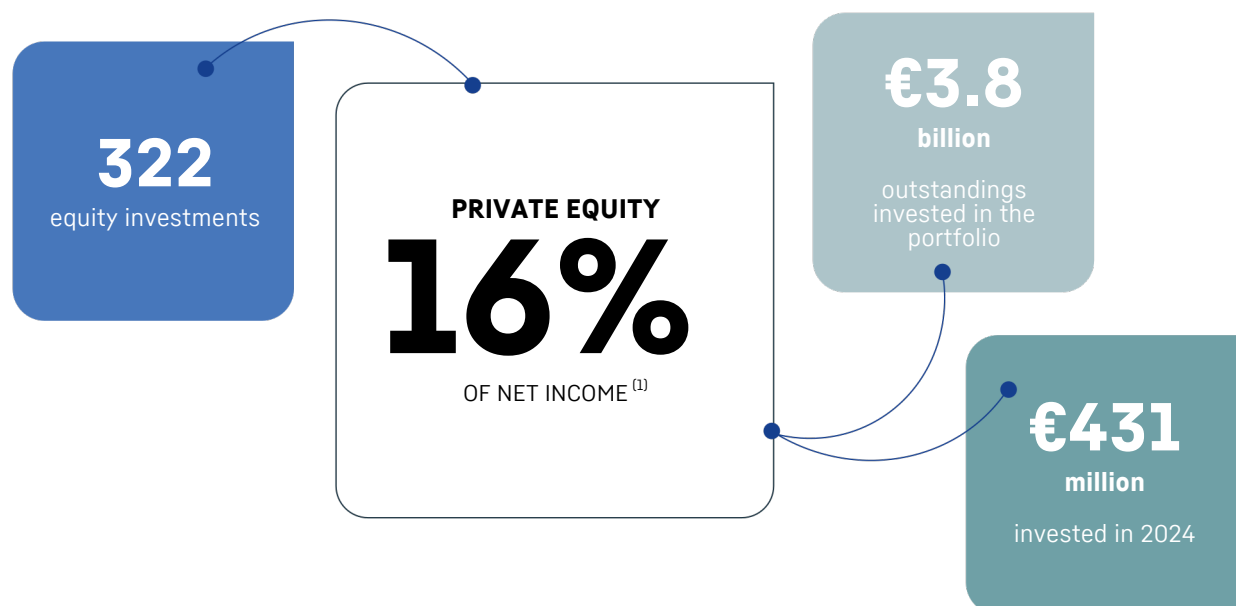 322
equity investments
PRIVATE EQUITY
16%
OF NET INCOME (1)
€3.8
billion
outstandings
invested in the
portfolio
€431
million
invested in 2024